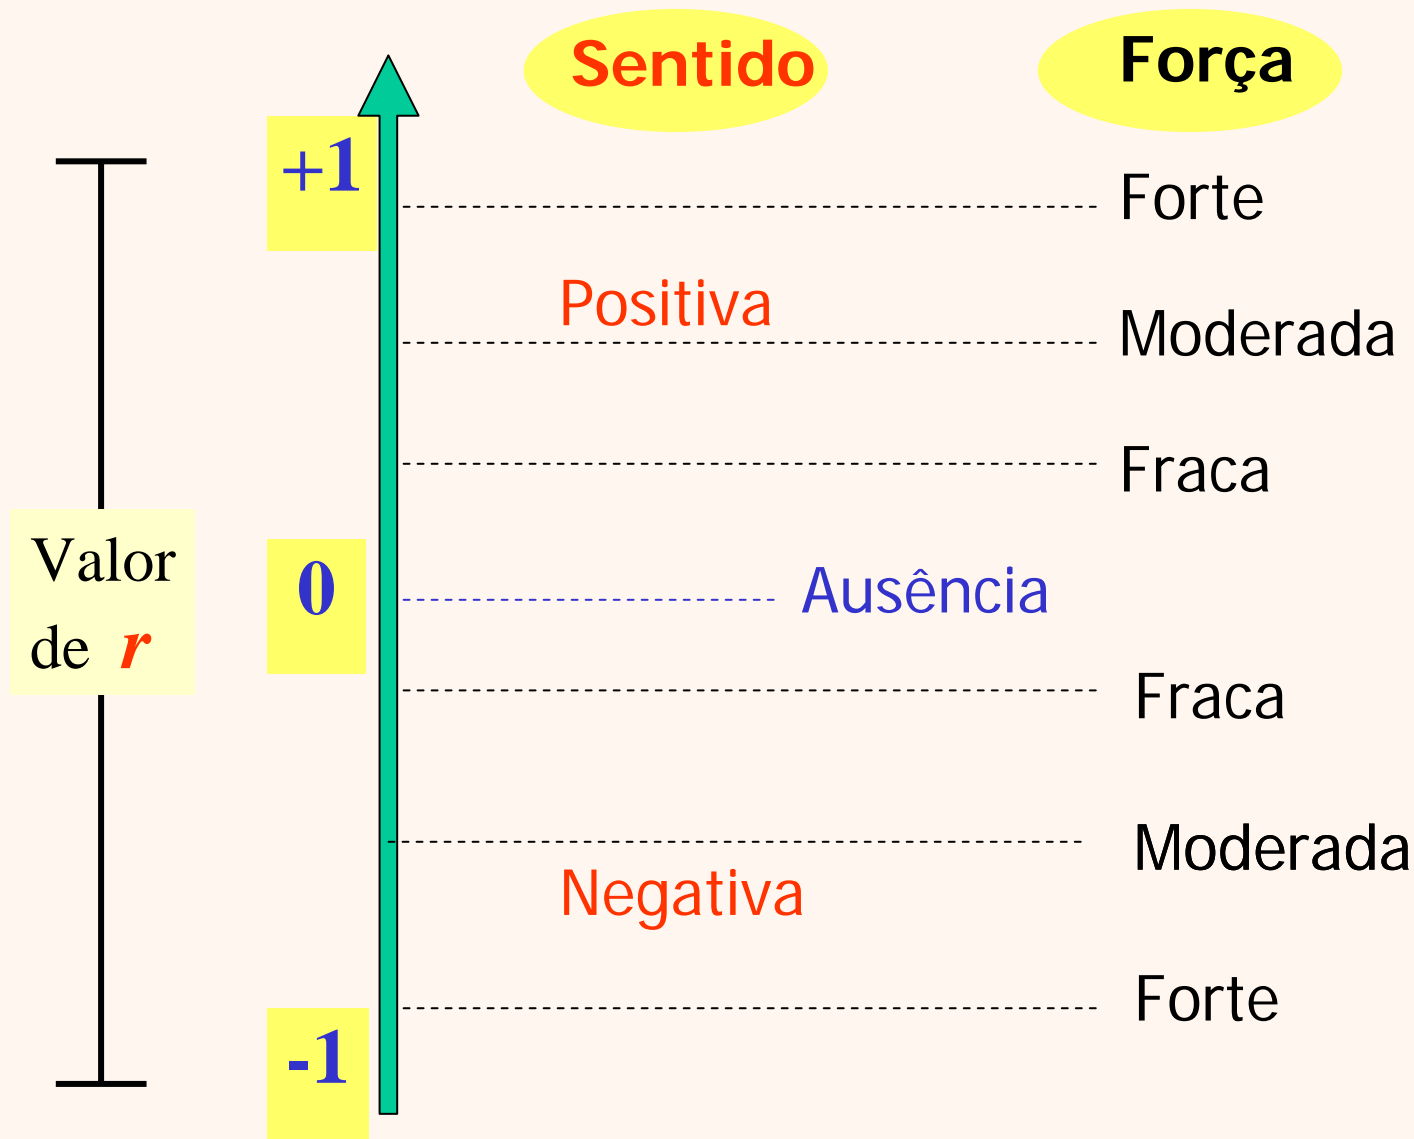 Sentido
Força
+1
Forte
Positiva
Moderada
Fraca
Valor
de r
0
Ausência
Fraca
Moderada
Negativa
Forte
-1